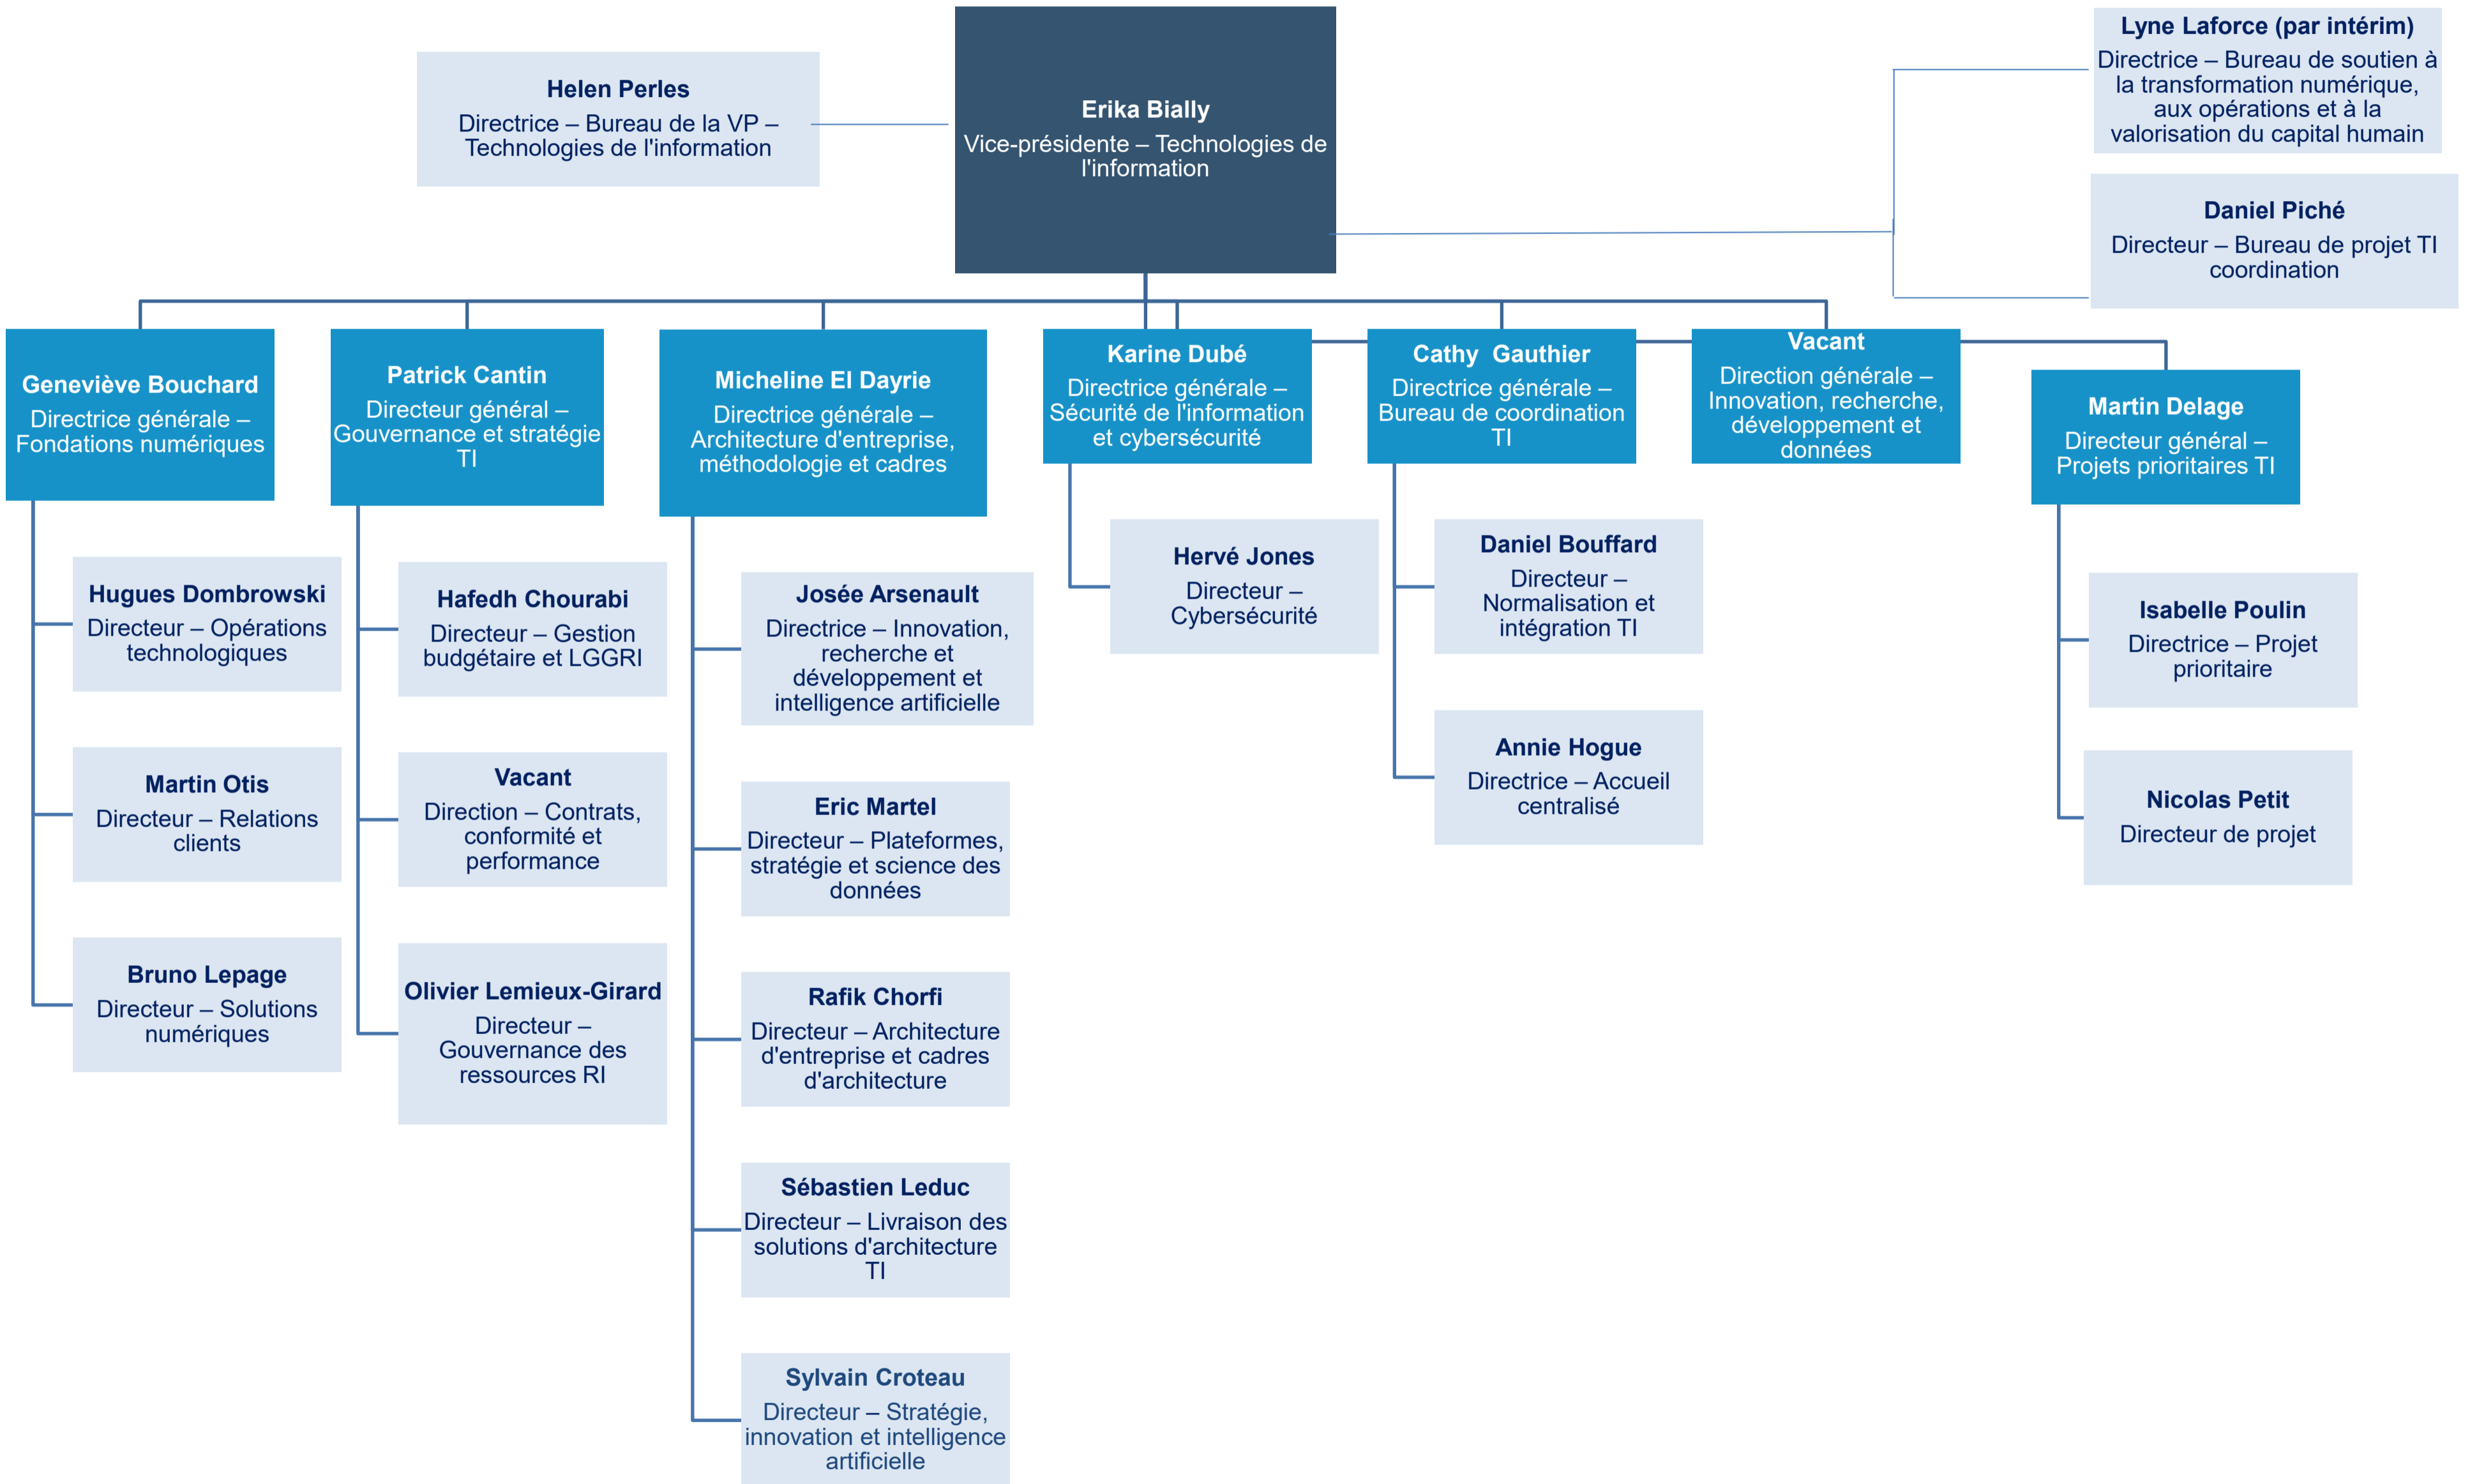 Helen Perles
Directrice – Bureau de la VP –
Technologies de l'information
Erika Bially
Vice-présidente – Technologies de
l'information
Lyne Laforce (par intérim)
Directrice – Bureau de soutien à
la transformation numérique,
aux opérations et à la
valorisation du capital humain
Daniel Piché
Directeur – Bureau de projet TI
coordination
Geneviève Bouchard
Directrice générale –
Fondations numériques
Patrick Cantin
Directeur général –
Gouvernance et stratégie
TI
Micheline El Dayrie
Directrice générale –
Architecture d'entreprise,
méthodologie et cadres
Karine Dubé
Directrice générale –
Sécurité de l'information
et cybersécurité
Cathy  Gauthier
Directrice générale –
Bureau de coordination
TI
Vacant
Direction générale –
Innovation, recherche,
développement et
données
Martin Delage
Directeur général –
Projets prioritaires TI
Hugues Dombrowski
Directeur – Opérations
technologiques
Martin Otis
Directeur – Relations
clients
Bruno Lepage
Directeur – Solutions
numériques
Hafedh Chourabi
Directeur – Gestion
budgétaire et LGGRI
Vacant
Direction – Contrats,
conformité et
performance
Olivier Lemieux-Girard
Directeur –
Gouvernance des
ressources RI
Josée Arsenault
Directrice – Innovation,
recherche et
développement et
intelligence artificielle
Eric Martel
Directeur – Plateformes,
stratégie et science des
données
Rafik Chorfi
Directeur – Architecture
d'entreprise et cadres
d'architecture
Sébastien Leduc
Directeur – Livraison des
solutions d'architecture
TI
Sylvain Croteau
Directeur – Stratégie,
innovation et intelligence
artificielle
Hervé Jones
Directeur –
Cybersécurité
Daniel Bouffard
Directeur –
Normalisation et
intégration TI
Annie Hogue
Directrice – Accueil
centralisé
Isabelle Poulin
Directrice – Projet
prioritaire
Nicolas Petit
Directeur de projet